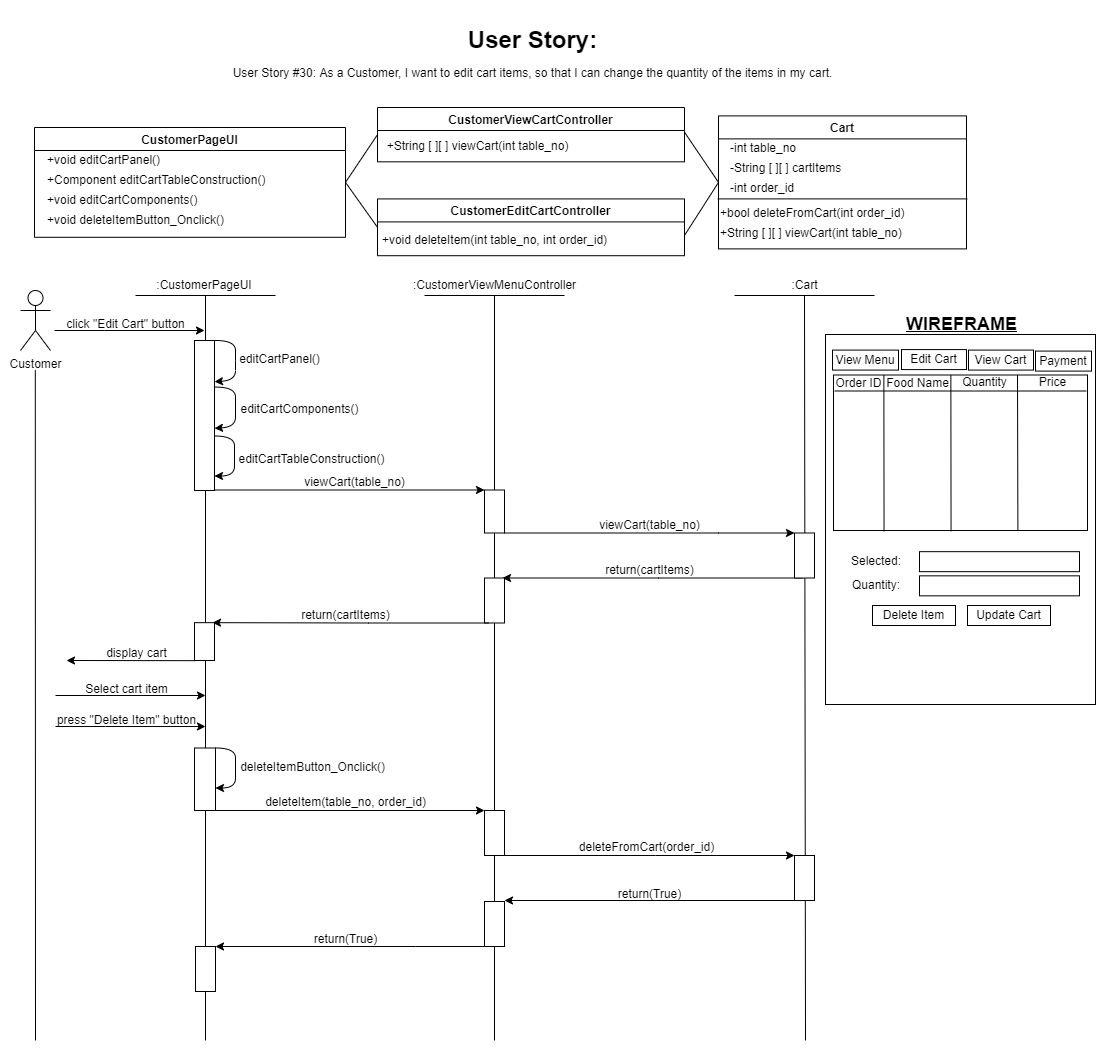 User Story:
User Story #30: As a Customer, I want to edit cart items, so that I can change the quantity of the items in my cart.
CustomerPageUI
+void editCartPanel()
+Component editCartTableConstruction()
+void editCartComponents()
+void deleteItemButton_Onclick()
CustomerViewCartController
+String [ ][ ] viewCart(int table_no)
CustomerEditCartController
+void deleteItem(int table_no, int order_id)
Cart
-int table_no
-String [ ][ ] cartItems
-int order_id
+bool deleteFromCart(int order_id)
+String [ ][ ] viewCart(int table_no)
:CustomerPageUI
:CustomerViewMenuController
:Cart
Customer
click "Edit Cart" button
editCartPanel()
editCartComponents()
editCartTableConstruction()
viewCart(table_no)
viewCart(table_no)
return(cartItems)
return(cartItems)
display cart
Select cart item
press "Delete Item" button
deleteItemButton_Onclick()
deleteItem(table_no, order_id)
deleteFromCart(order_id)
return(True)
return(True)
WIREFRAME
View Menu
Edit Cart
View Cart
Payment
Order ID
Food Name
Quantity
Price
Selected:
Quantity:
Delete Item
Update Cart